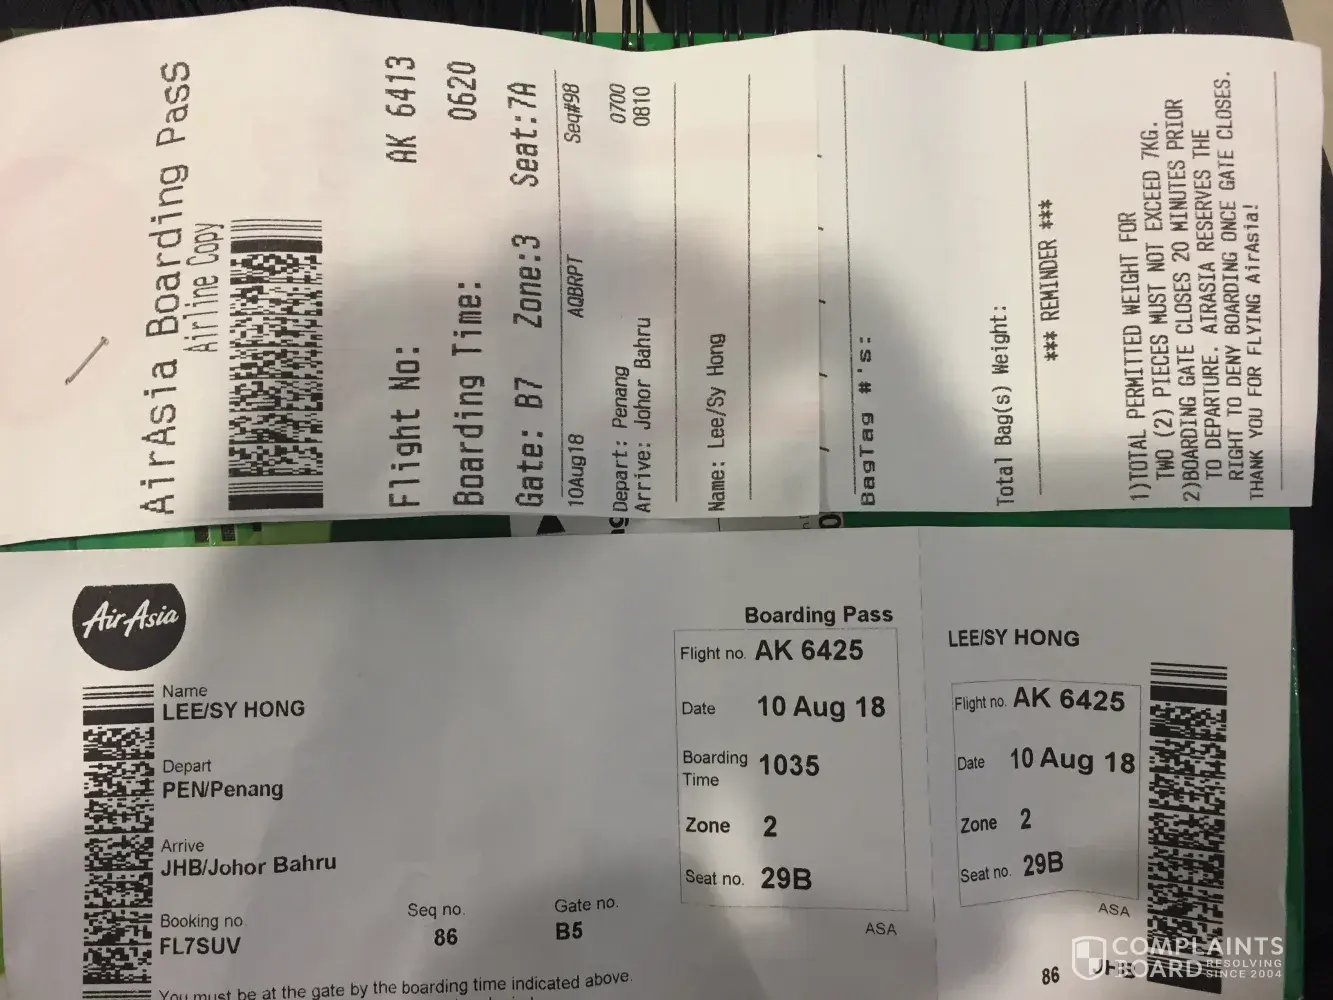 AirAsia Boarding Pass
Airline Copy
Flight No: AK 6413
Boarding Time: 0620
Gate: B7 Zone:3 Seat:7A
10Aug18 AQBRPT Seq#98
Depart: Penang 0700
Arrive: Johor Bahru 0810
Name: Lee/Sy Hong
BagTag #'s:
Total Bag(s) Weight:
*** REMINDER ***
1)TOTAL PERMITTED WEIGHT FOR
TWO (2) PIECES MUST NOT EXCEED 7KG.
2)BOARDING GATE CLOSES 20 MINUTES PRIOR
TO DEPARTURE. AIRASIA RESERVES THE
RIGHT TO DENY BOARDING ONCE GATE CLOSES.
THANK YOU FOR FLYING AirAsia!
AirAsia
Name
LEE/SY HONG
Depart
PEN/Penang
Arrive
JHB/Johor Bahru
Booking no.
FL7SUV
Seq no.
86
Gate no.
B5
You must be at the gate by the boarding time indicated above.
Boarding Pass
Flight no. AK 6425
Date 10 Aug 18
Boarding Time 1035
Zone 2
Seat no. 29B
ASA
LEE/SY HONG
Flight no. AK 6425
Date 10 Aug 18
Zone 2
Seat no. 29B
ASA
86 JHB
COMPLAINTS
BOARD RESOLVING SINCE 2004